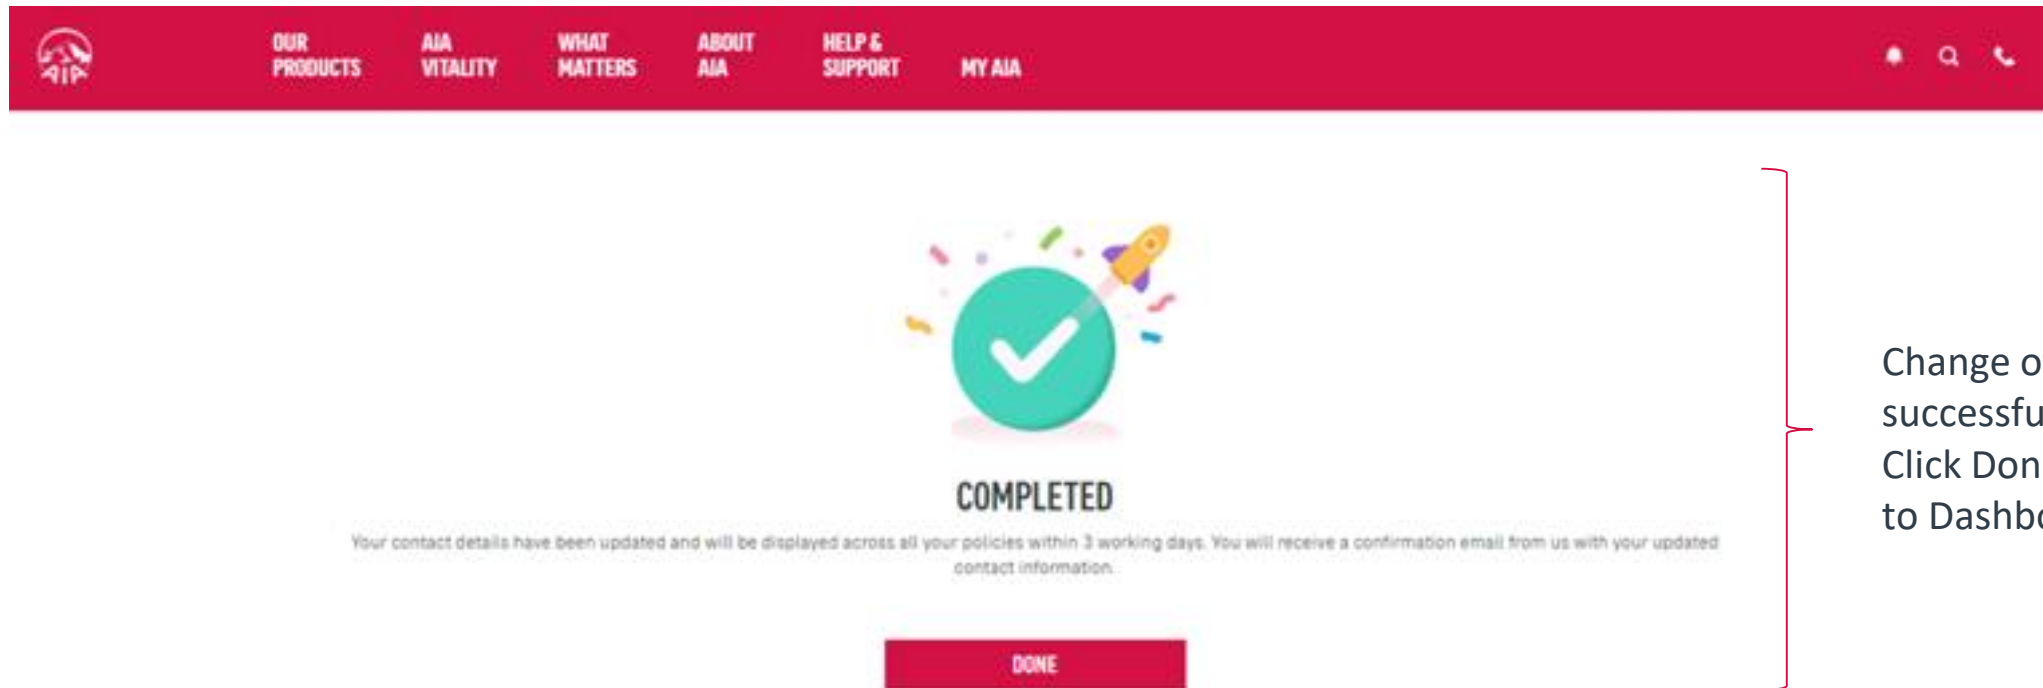 AIA
OUR PRODUCTS
AIA VITALITY
WHAT MATTERS
ABOUT AIA
HELP & SUPPORT
MY AIA
COMPLETED
Your contact details have been updated and will be displayed across all your policies within 3 working days. You will receive a confirmation email from us with your updated
contact information.
DONE
Change o
successfu
Click Don
to Dashbo